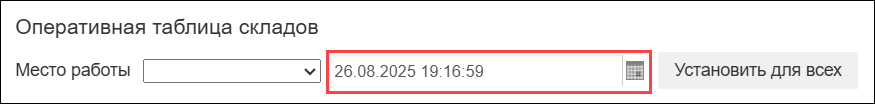 Оперативная таблица складов
Место работы 26.08.2025 19:16:59 Установить для всех